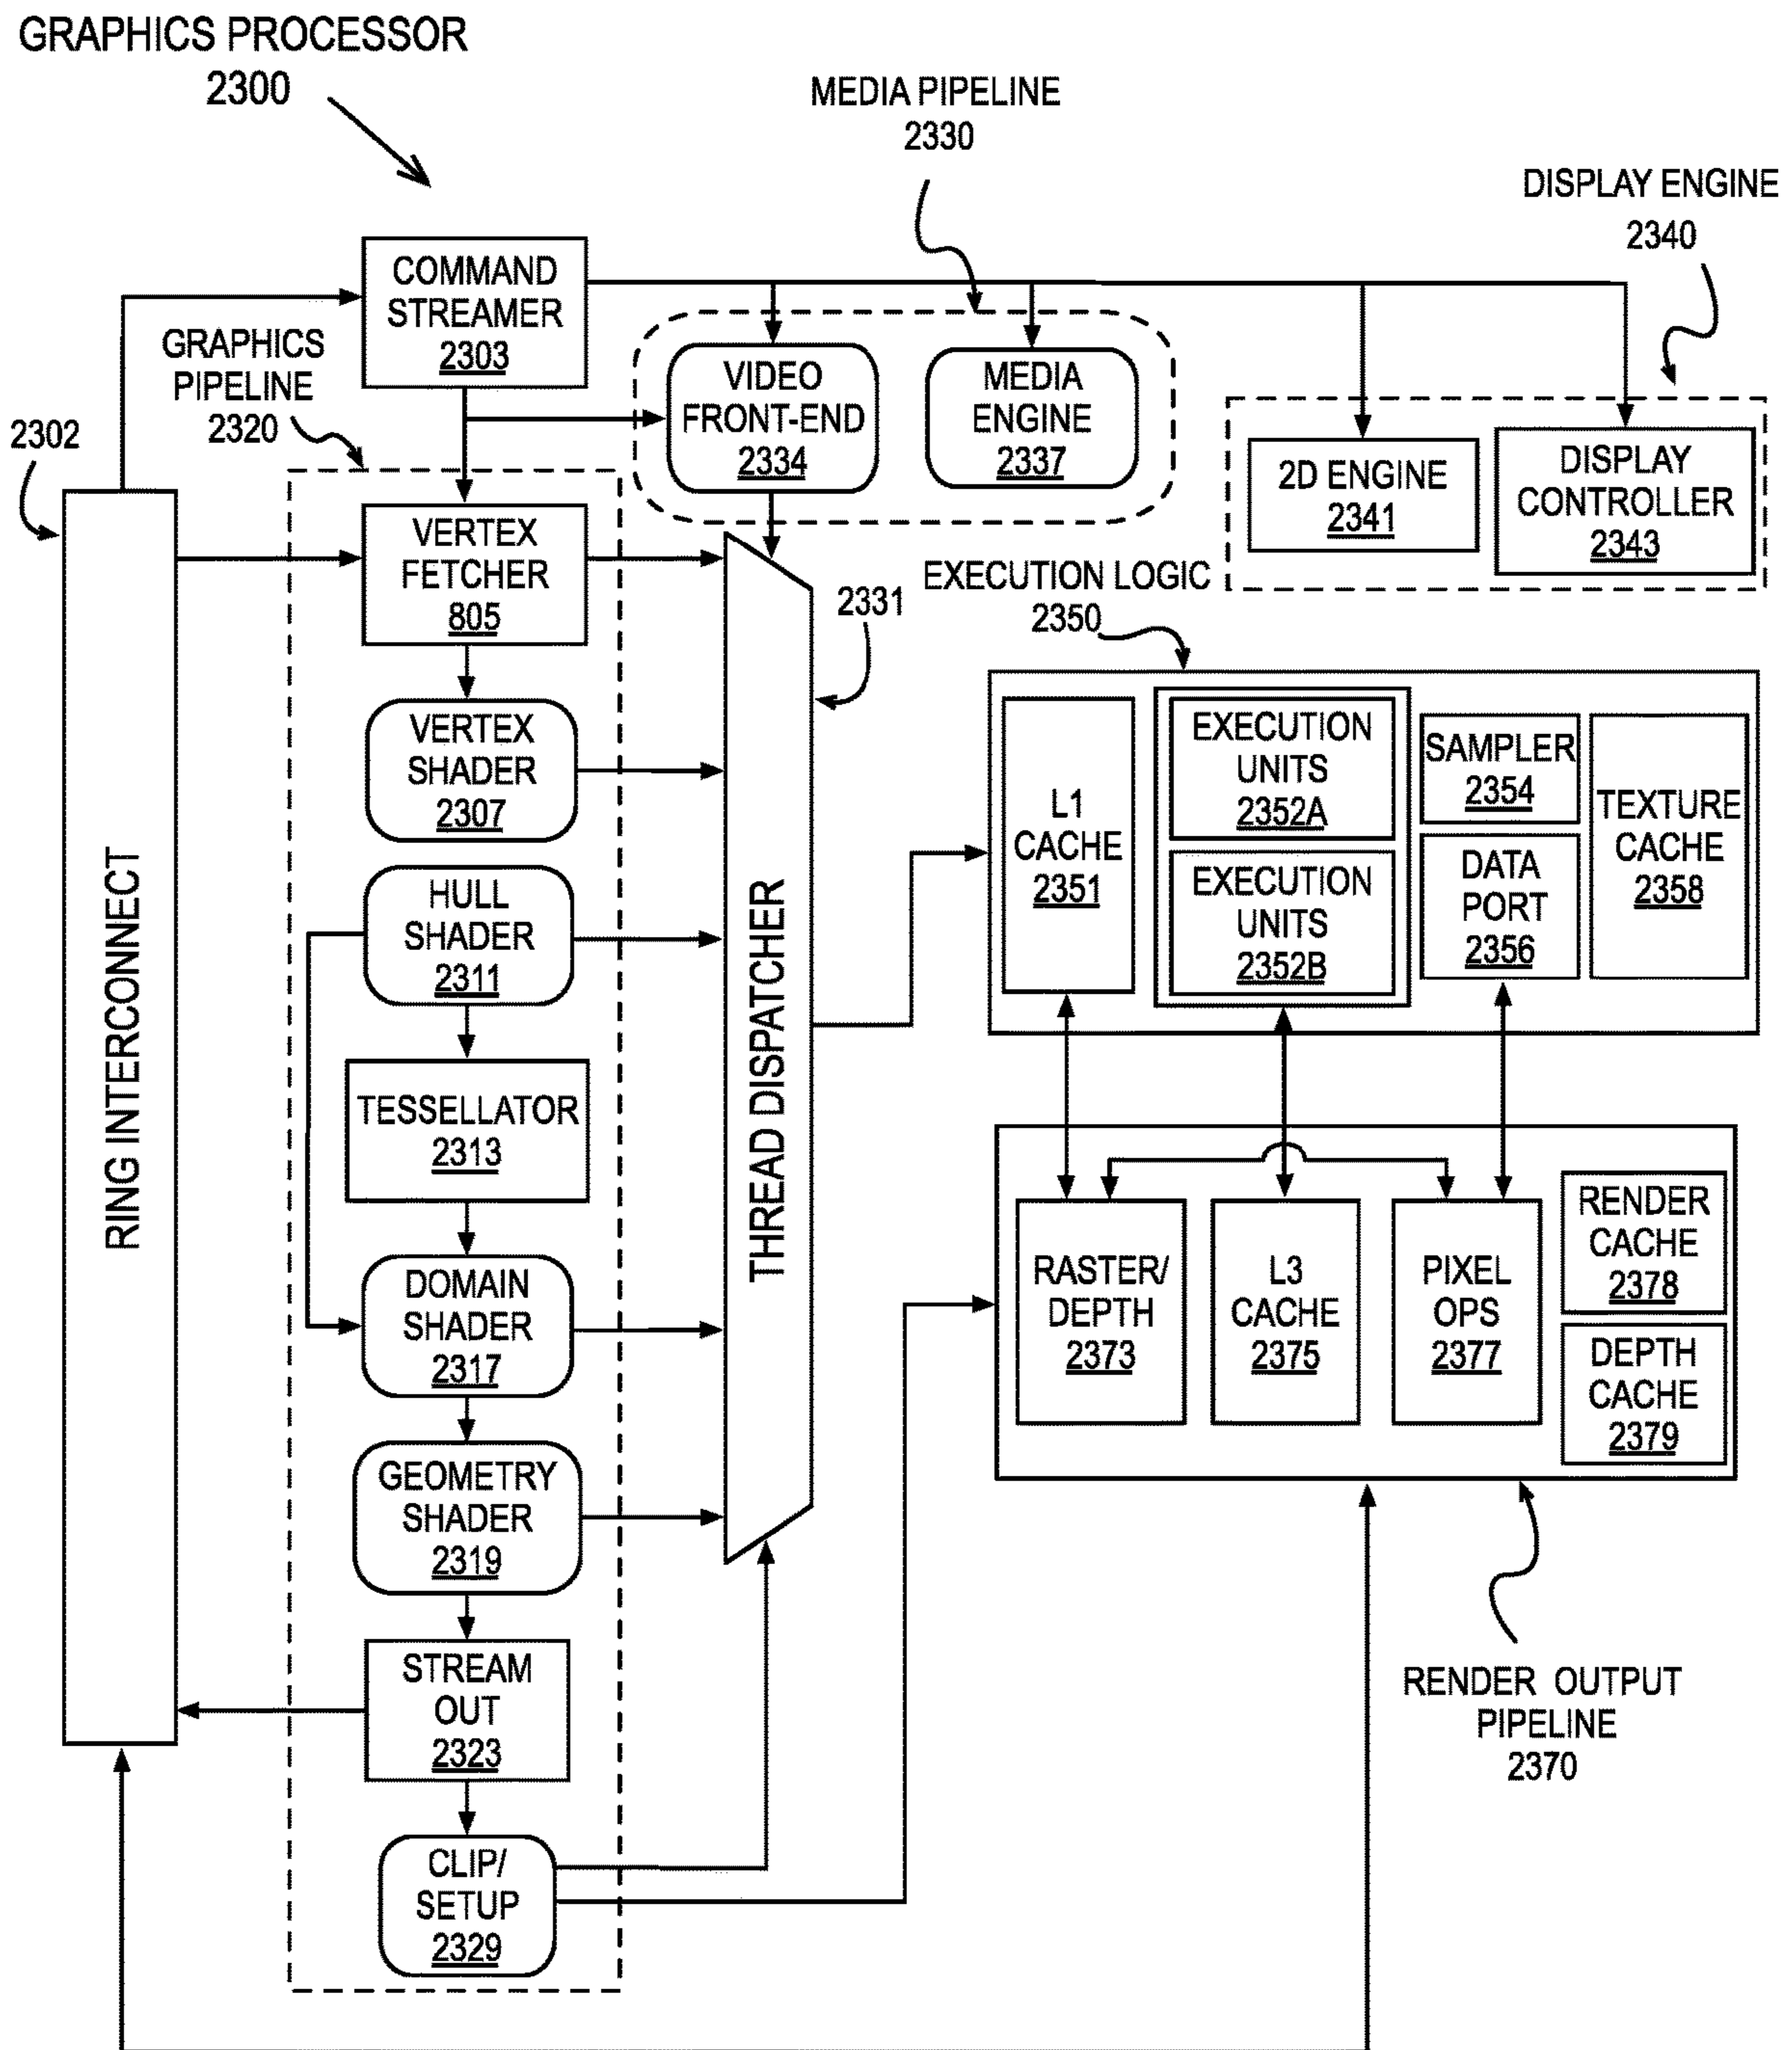 GRAPHICS PROCESSOR
2300
MEDIA PIPELINE
2330
DISPLAY ENGINE
2340
COMMAND
STREAMER
2303
GRAPHICS
PIPELINE
2320
VIDEO
FRONT-END
2334
MEDIA
ENGINE
2337
2D ENGINE
2341
DISPLAY
CONTROLLER
2343
2302
RING INTERCONNECT
VERTEX
FETCHER
805
VERTEX
SHADER
2307
HULL
SHADER
2311
TESSELLATOR
2313
DOMAIN
SHADER
2317
GEOMETRY
SHADER
2319
STREAM
OUT
2323
CLIP/
SETUP
2329
THREAD DISPATCHER
2331
EXECUTION LOGIC
2350
L1
CACHE
2351
EXECUTION
UNITS
2352A
EXECUTION
UNITS
2352B
SAMPLER
2354
DATA
PORT
2356
TEXTURE
CACHE
2358
RASTER/
DEPTH
2373
L3
CACHE
2375
PIXEL
OPS
2377
RENDER
CACHE
2378
DEPTH
CACHE
2379
RENDER OUTPUT
PIPELINE
2370